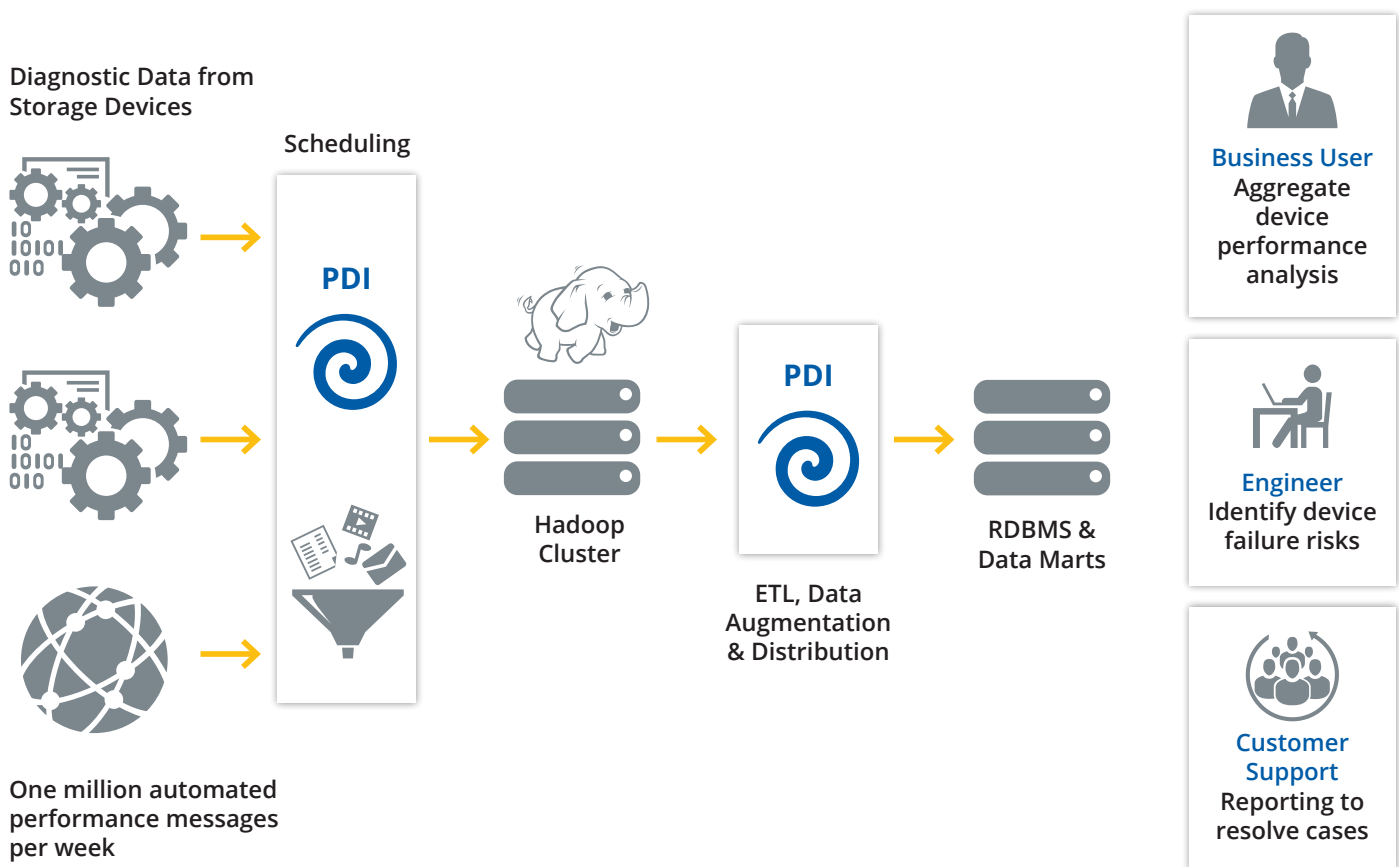 Diagnostic Data from
Storage Devices
10
10101
010
10
10101
010
One million automated
performance messages
per week
Scheduling
PDI
Hadoop
Cluster
PDI
ETL, Data
Augmentation
& Distribution
RDBMS &
Data Marts
Business User
Aggregate
device
performance
analysis
Engineer
Identify device
failure risks
Customer
Support
Reporting to
resolve cases